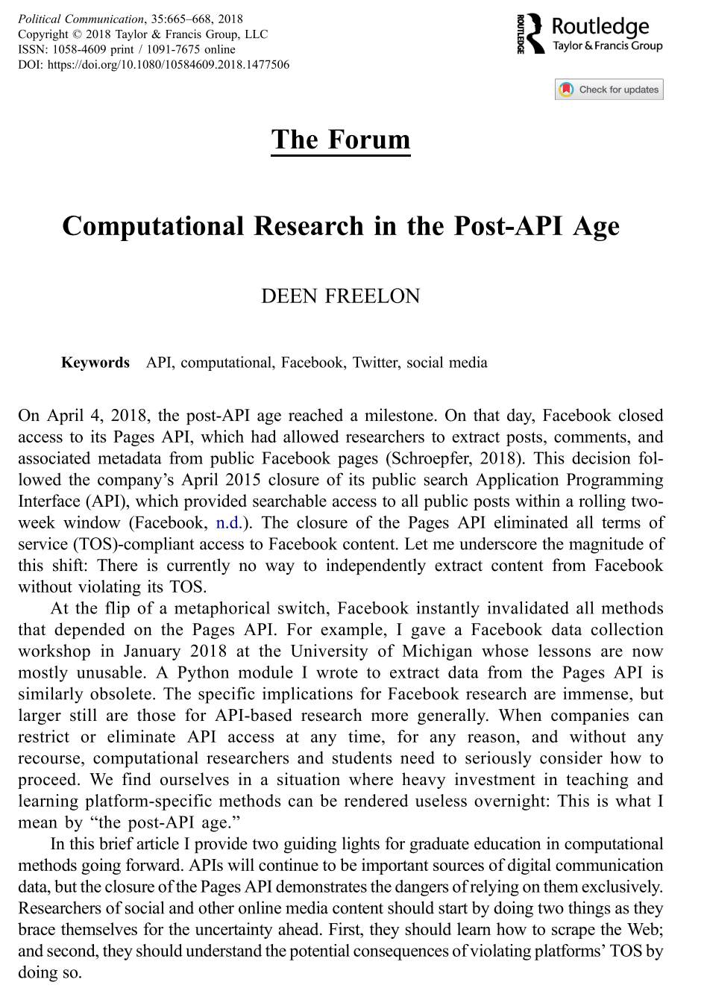 Political Communication, 35:665–668, 2018
Copyright © 2018 Taylor & Francis Group, LLC
ISSN: 1058-4609 print / 1091-7675 online
DOI: https://doi.org/10.1080/10584609.2018.1477506
ROUTLEDGE
Routledge
Taylor & Francis Group
Check for updates
The Forum
Computational Research in the Post-API Age
DEEN FREELON
Keywords API, computational, Facebook, Twitter, social media
On April 4, 2018, the post-API age reached a milestone. On that day, Facebook closed
access to its Pages API, which had allowed researchers to extract posts, comments, and
associated metadata from public Facebook pages (Schroepfer, 2018). This decision fol-
lowed the company’s April 2015 closure of its public search Application Programming
Interface (API), which provided searchable access to all public posts within a rolling two-
week window (Facebook, n.d.). The closure of the Pages API eliminated all terms of
service (TOS)-compliant access to Facebook content. Let me underscore the magnitude of
this shift: There is currently no way to independently extract content from Facebook
without violating its TOS.
At the flip of a metaphorical switch, Facebook instantly invalidated all methods
that depended on the Pages API. For example, I gave a Facebook data collection
workshop in January 2018 at the University of Michigan whose lessons are now
mostly unusable. A Python module I wrote to extract data from the Pages API is
similarly obsolete. The specific implications for Facebook research are immense, but
larger still are those for API-based research more generally. When companies can
restrict or eliminate API access at any time, for any reason, and without any
recourse, computational researchers and students need to seriously consider how to
proceed. We find ourselves in a situation where heavy investment in teaching and
learning platform-specific methods can be rendered useless overnight: This is what I
mean by “the post-API age.”
In this brief article I provide two guiding lights for graduate education in computational
methods going forward. APIs will continue to be important sources of digital communication
data, but the closure of the Pages API demonstrates the dangers of relying on them exclusively.
Researchers of social and other online media content should start by doing two things as they
brace themselves for the uncertainty ahead. First, they should learn how to scrape the Web;
and second, they should understand the potential consequences of violating platforms’ TOS by
doing so.